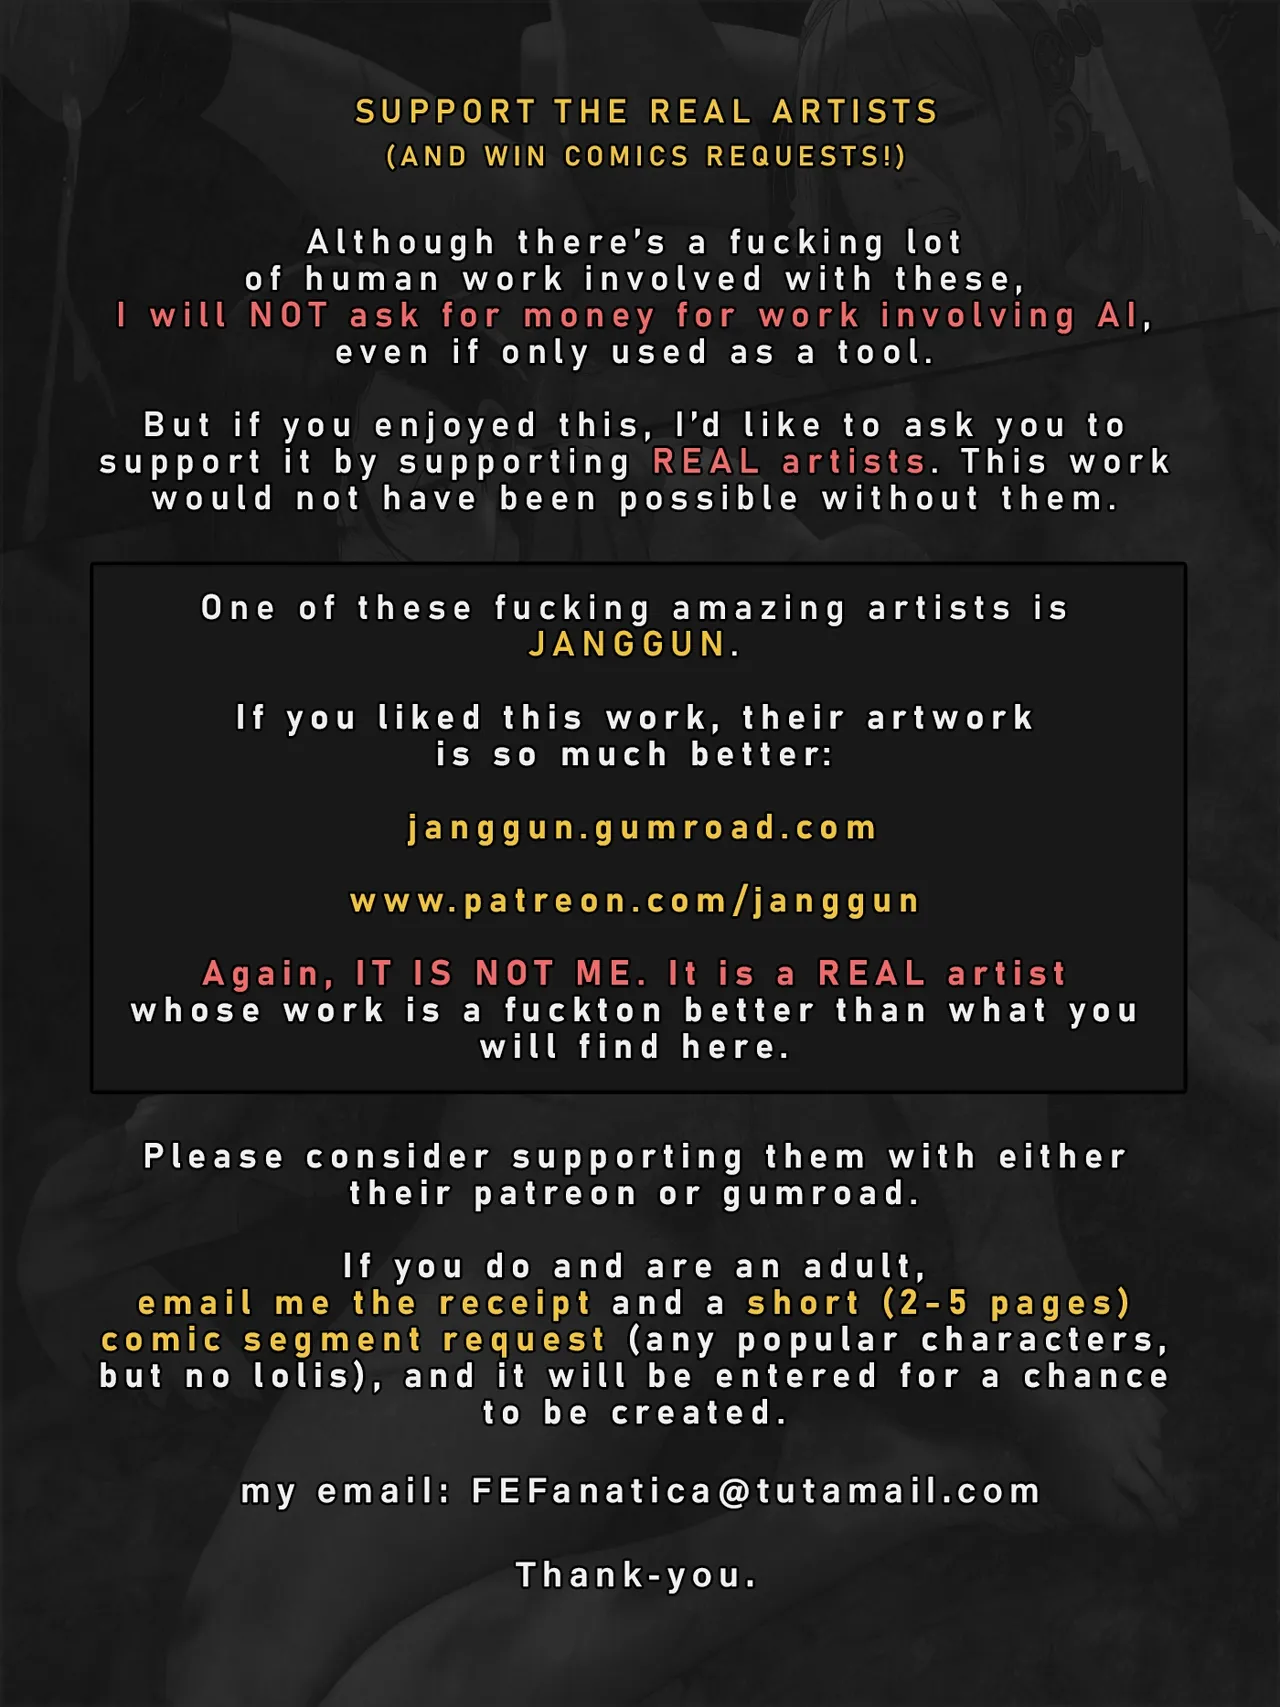 SUPPORT THE REAL ARTISTS
(AND WIN COMICS REQUESTS!)
Although there's a fucking lot
of human work involved with these,
I will NOT ask for money for work involving AI,
even if only used as a tool.
But if you enjoyed this, I'd like to ask you to
support it by supporting REAL artists. This work
would not have been possible without them.
One of these fucking amazing artists is
JANGGUN.
If you liked this work, their artwork
is so much better:
janggun.gumroad.com
www.patreon.com/janggun
Again, IT IS NOT ME. It is a REAL artist
whose work is a fuckton better than what you
will find here.
Please consider supporting them with either
their patreon or gumroad.
If you do and are an adult,
email me the receipt and a short (2-5 pages)
comic segment request (any popular characters,
but no lolis), and it will be entered for a chance
to be created.
my email: FEFanatica@tutamail.com
Thank-you.